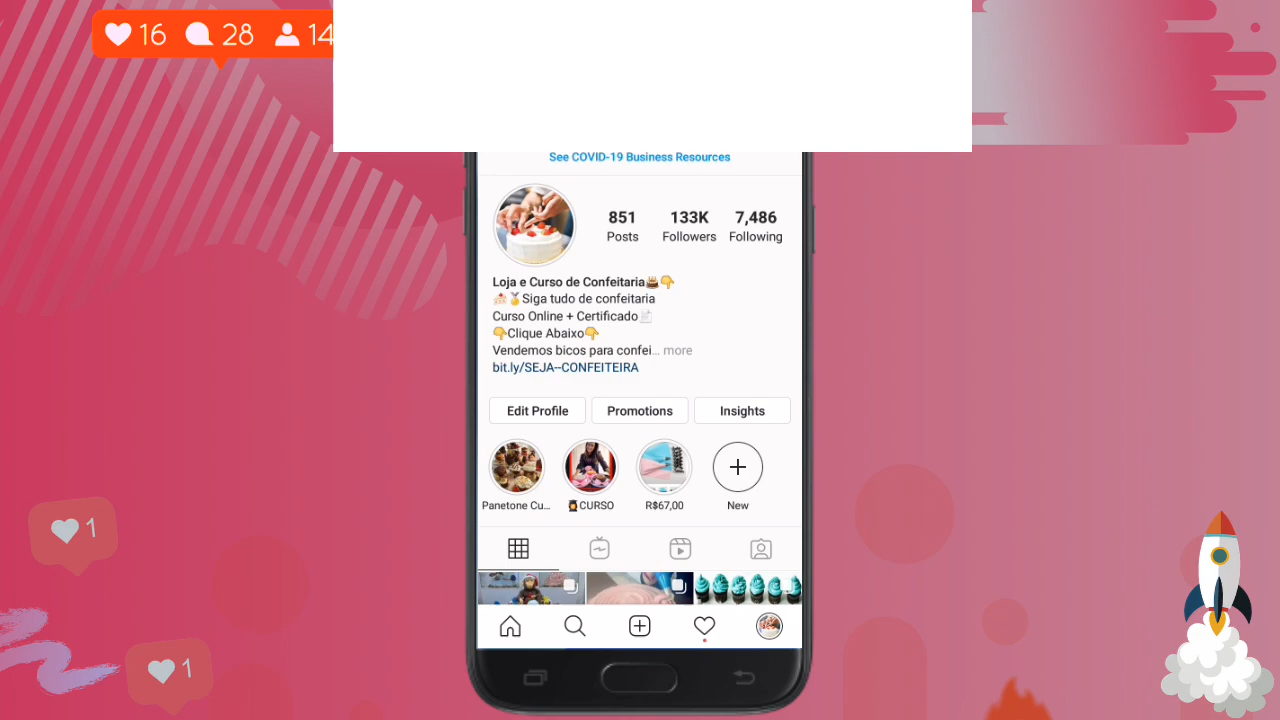 16 28 14
See COVID-19 Business Resources
851 133K 7,486
Posts Followers Following
Loja e Curso de Confeitaria🎂👇
🍰🏅Siga tudo de confeitaria
Curso Online + Certificado📄
👇Clique Abaixo👇
Vendemos bicos para confei... more
bit.ly/SEJA--CONFEITEIRA
Edit Profile Promotions Insights
Panetone Cu... 👩‍🎓CURSO R$67,00 New
1
1